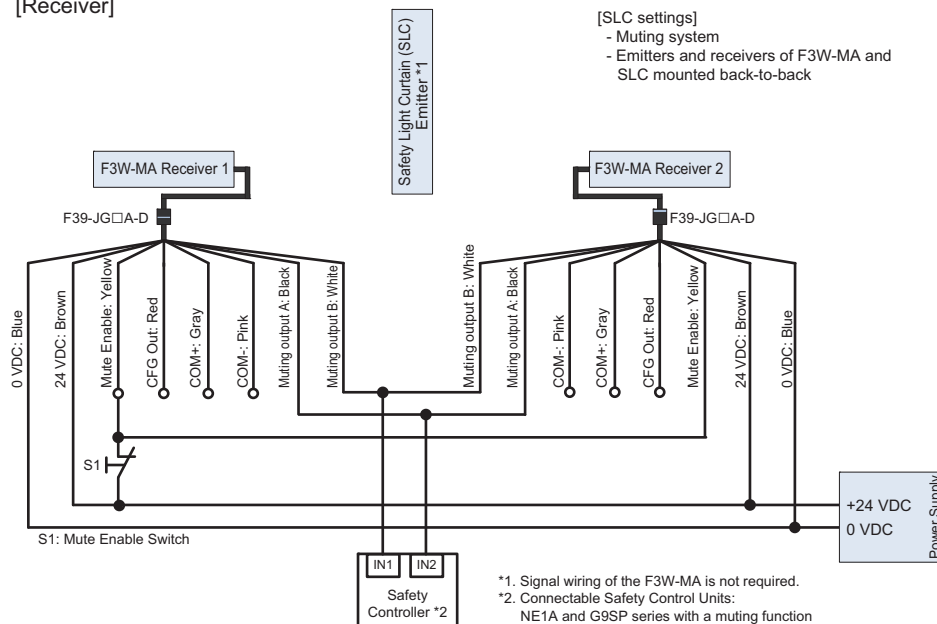 [Receiver]
[SLC settings]
- Muting system
- Emitters and receivers of F3W-MA and
SLC mounted back-to-back
Safety Light Curtain (SLC)
Emitter *1
F3W-MA Receiver 1
F3W-MA Receiver 2
F39-JG□A-D
F39-JG□A-D
0 VDC: Blue
24 VDC: Brown
Mute Enable: Yellow
CFG Out: Red
COM+: Gray
COM-: Pink
Muting output A: Black
Muting output B: White
Muting output B: White
Muting output A: Black
COM-: Pink
COM+: Gray
CFG Out: Red
Mute Enable: Yellow
24 VDC: Brown
0 VDC: Blue
S1
+24 VDC
0 VDC
Power Supply
S1: Mute Enable Switch
IN1
IN2
Safety
Controller *2
*1. Signal wiring of the F3W-MA is not required.
*2. Connectable Safety Control Units:
NE1A and G9SP series with a muting function